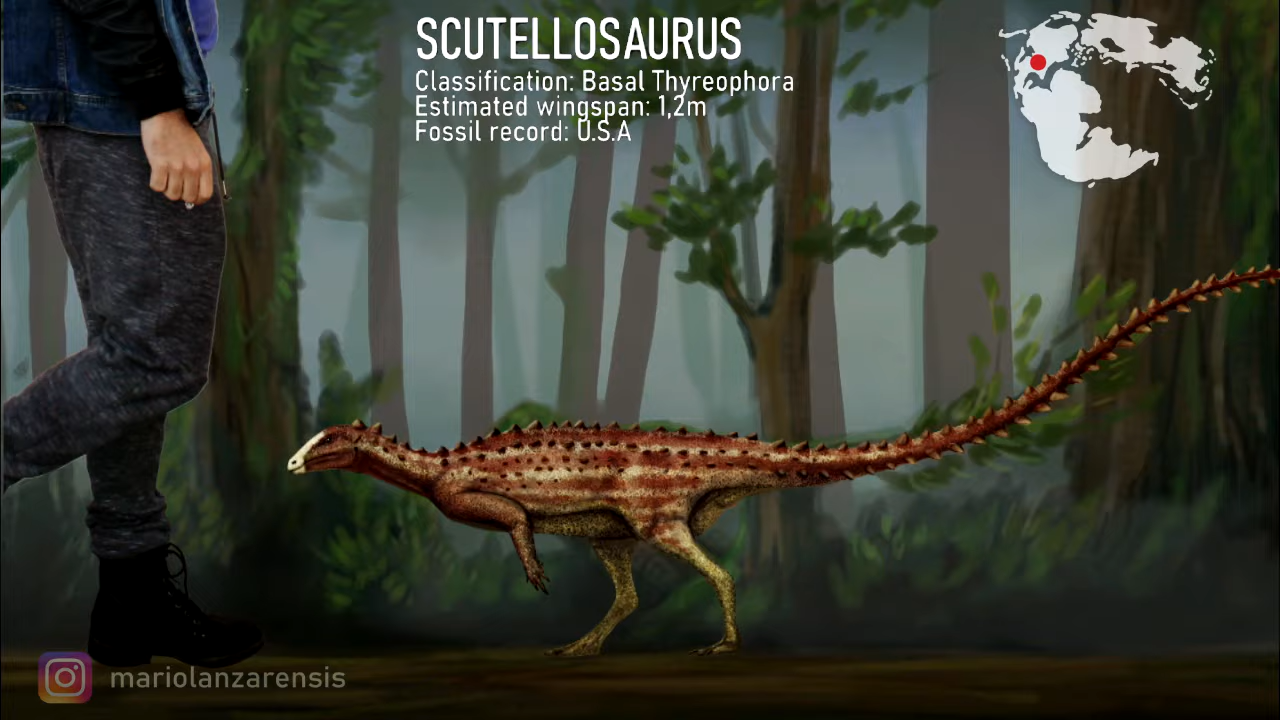 SCUTELLOSAURUS
Classification: Basal Thyreophora
Estimated wingspan: 1,2m
Fossil record: U.S.A
mariolanzarensis